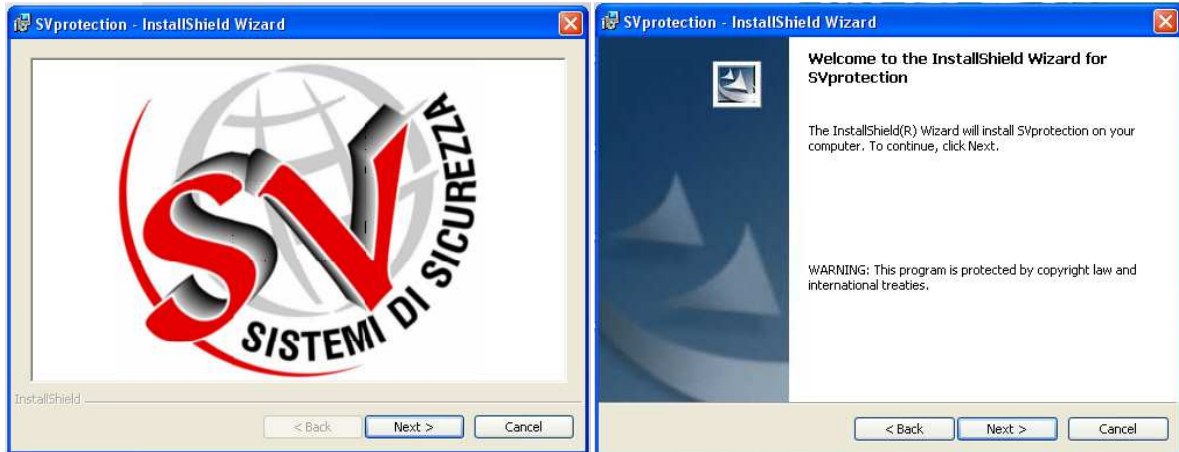 SVprotection - InstallShield Wizard
SV
SISTEMI DI SICUREZZA
InstallShield
< Back Next > Cancel
SVprotection - InstallShield Wizard
Welcome to the InstallShield Wizard for
SVprotection
The InstallShield(R) Wizard will install SVprotection on your
computer. To continue, click Next.
WARNING: This program is protected by copyright law and
international treaties.
< Back Next > Cancel